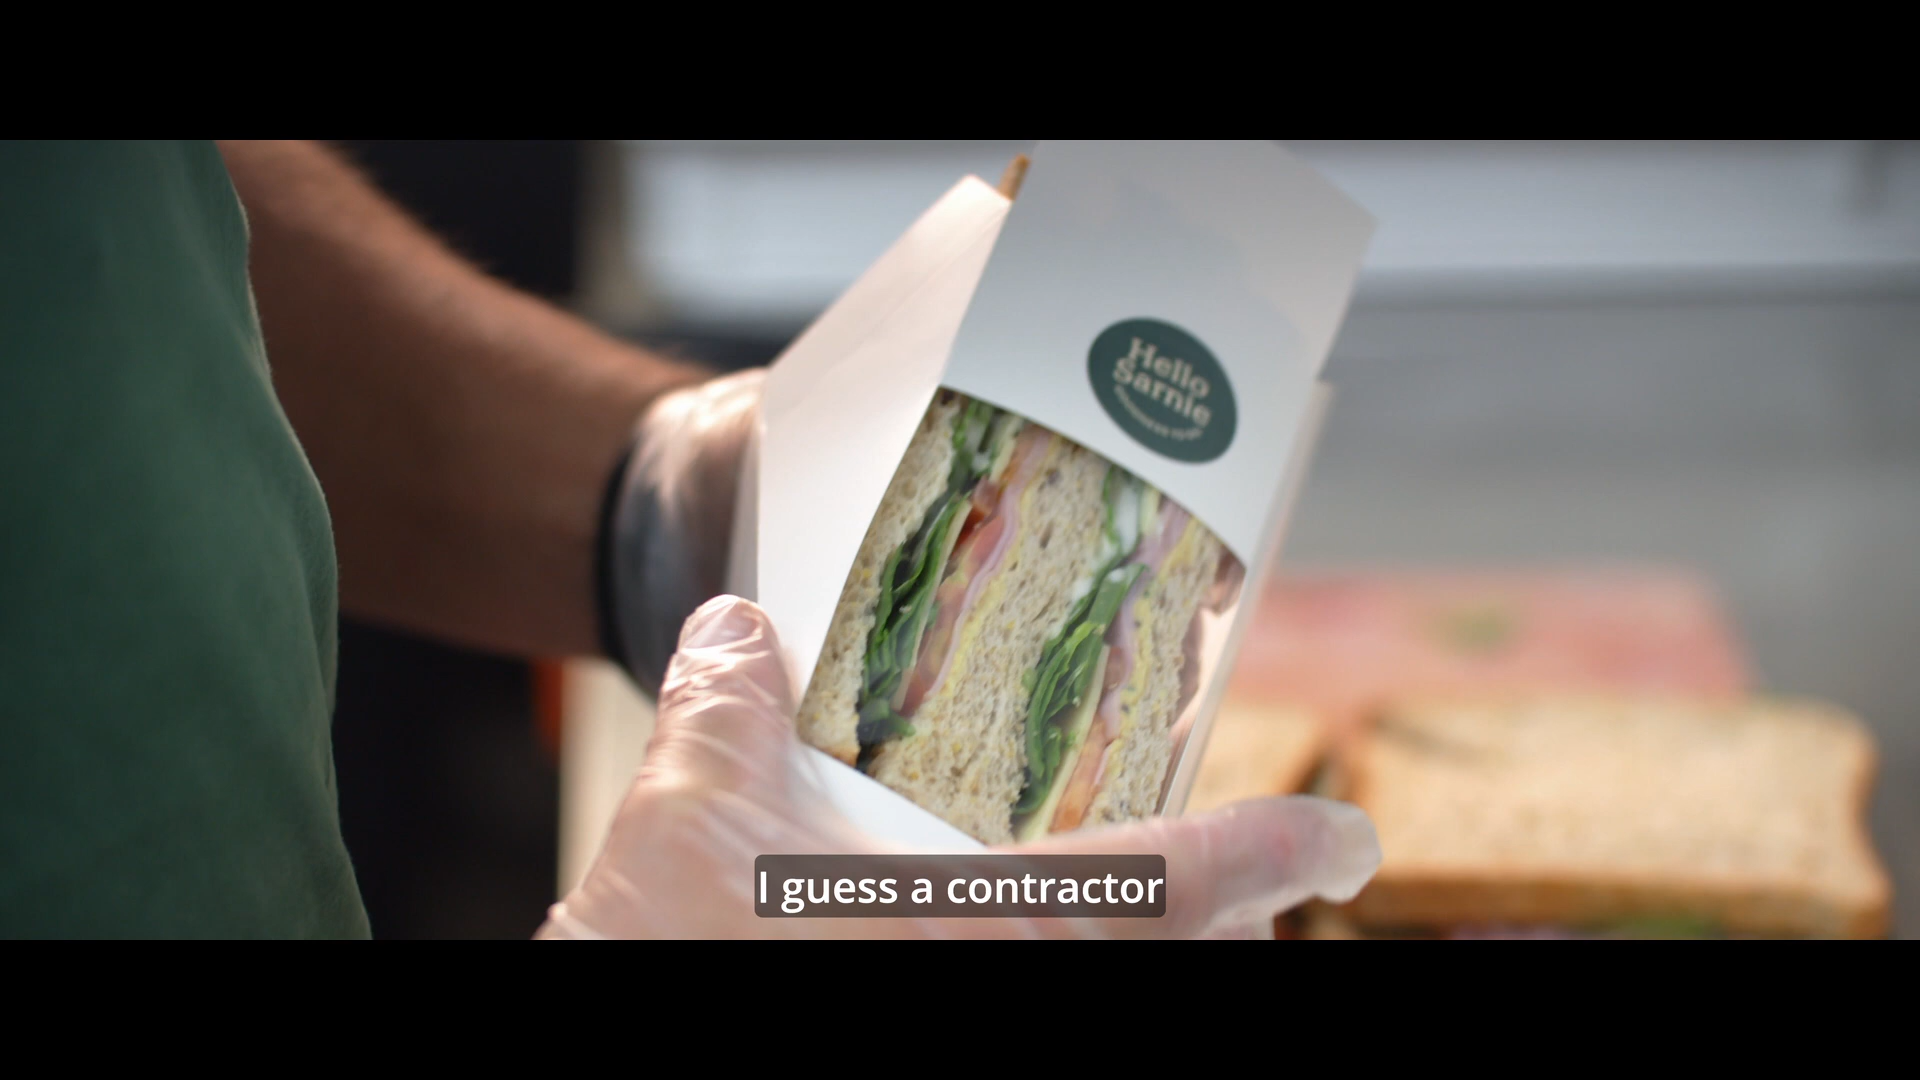 Hello
Sarnie
I guess a contractor